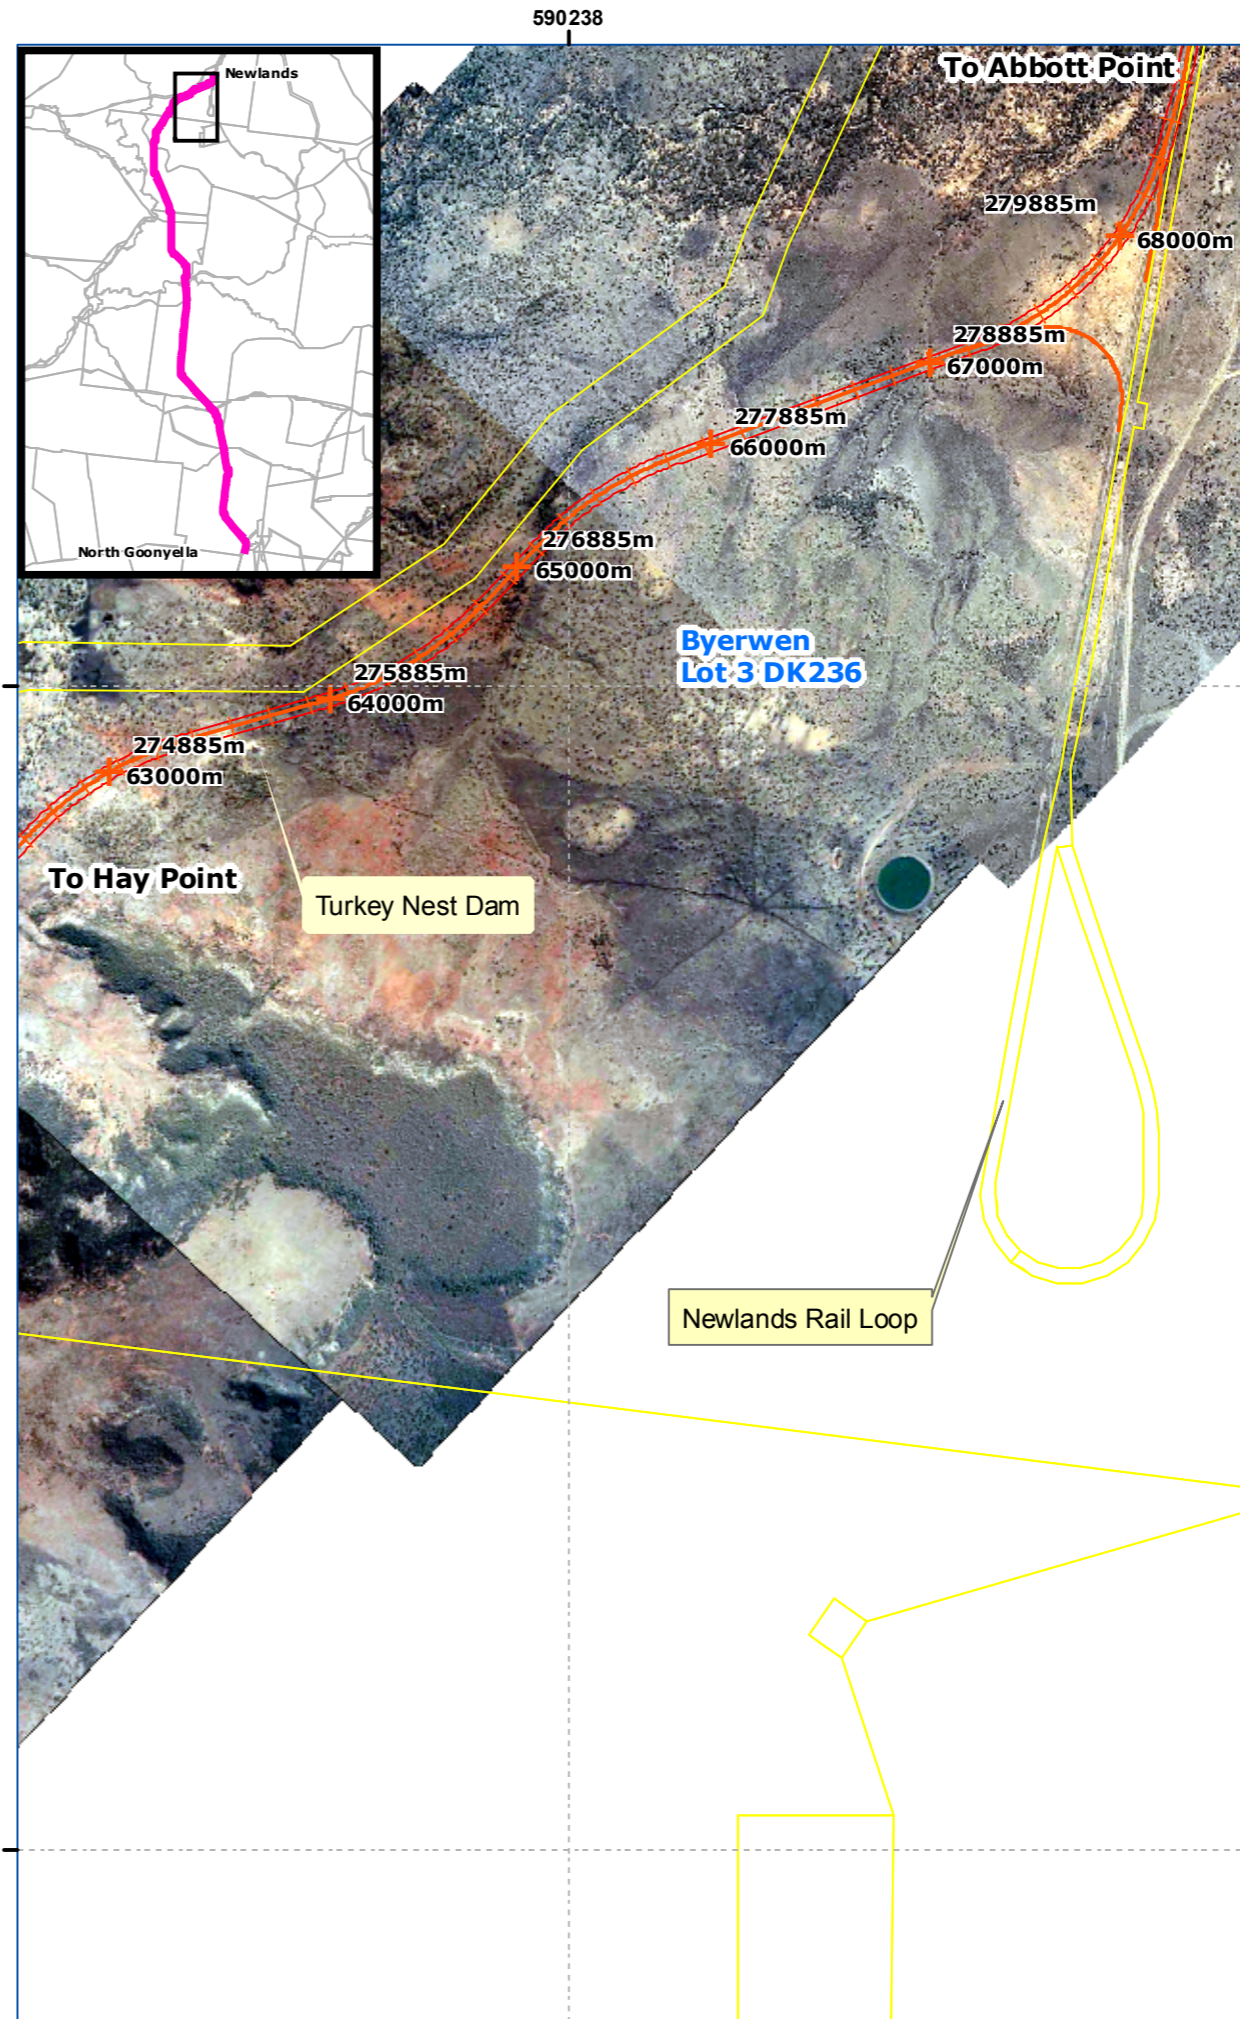 590238
Newlands
North Goonyella
To Abbott Point
279885m
68000m
278885m
67000m
277885m
66000m
276885m
65000m
Byerwen
Lot 3 DK236
275885m
64000m
274885m
63000m
To Hay Point
Turkey Nest Dam
Newlands Rail Loop